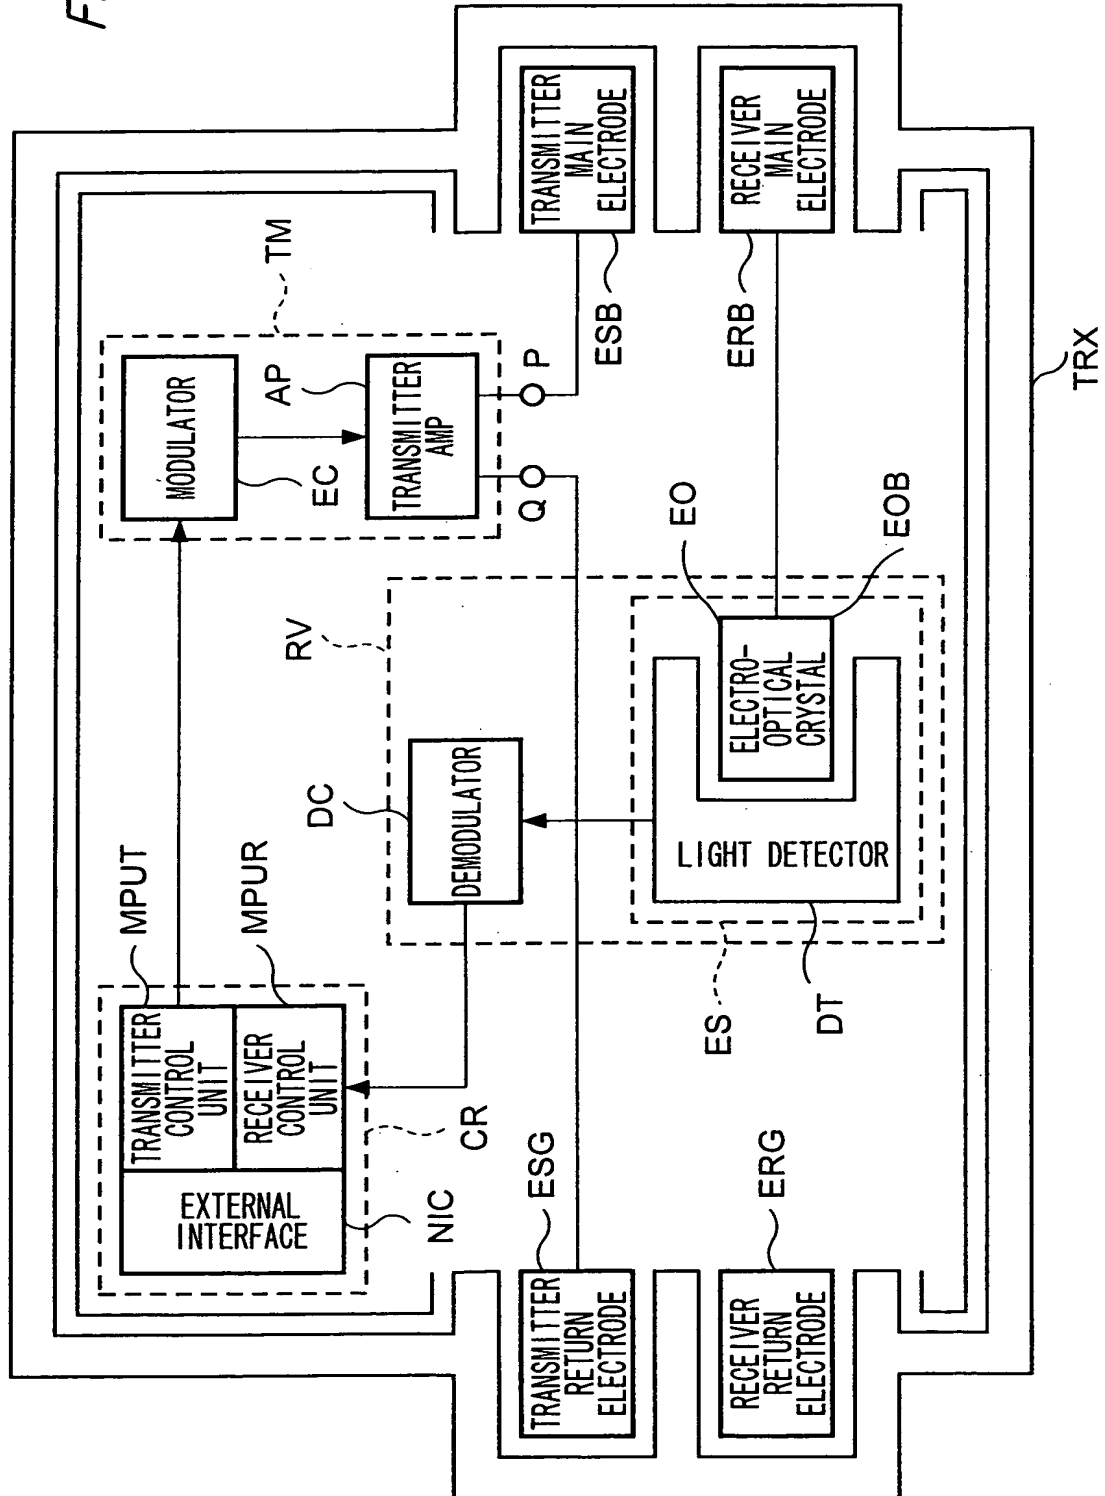 F
TRANSMITTER
MAIN
ELECTRODE
RECEIVER
MAIN
ELECTRODE
ESB
ERB
TRX
TM
MODULATOR
EC
AP
TRANSMITTER
AMP
P
Q
RV
EO
EOB
ELECTRO-
OPTICAL
CRYSTAL
LIGHT DETECTOR
DT
ES
DC
DEMODULATOR
MPUT
MPUR
TRANSMITTER
CONTROL
UNIT
RECEIVER
CONTROL
UNIT
EXTERNAL
INTERFACE
NIC
CR
ESG
ERG
TRANSMITTER
RETURN
ELECTRODE
RECEIVER
RETURN
ELECTRODE